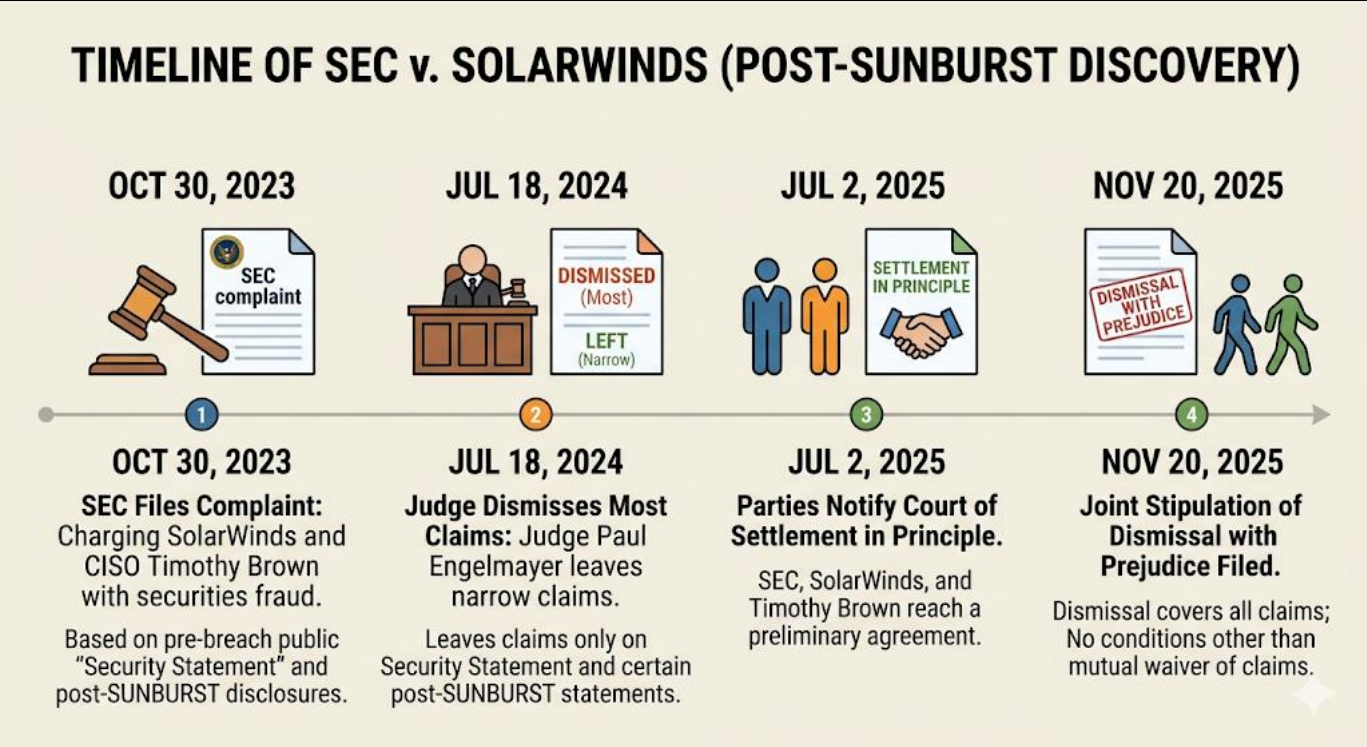 TIMELINE OF SEC v. SOLARWINDS (POST-SUNBURST DISCOVERY)
OCT 30, 2023
SEC
complaint
JUL 18, 2024
DISMISSED
(Most)
LEFT
(Narrow)
JUL 2, 2025
SETTLEMENT
IN PRINCIPLE
NOV 20, 2025
DISMISSAL
WITH
PREJUDICE
1
2
3
4
OCT 30, 2023
SEC Files Complaint:
Charging SolarWinds and
CISO Timothy Brown
with securities fraud.
Based on pre-breach public
“Security Statement” and
post-SUNBURST disclosures.
JUL 18, 2024
Judge Dismisses Most
Claims: Judge Paul
Engelmayer leaves
narrow claims.
Leaves claims only on
Security Statement and certain
post-SUNBURST statements.
JUL 2, 2025
Parties Notify Court of
Settlement in Principle.
SEC, SolarWinds, and
Timothy Brown reach a
preliminary agreement.
NOV 20, 2025
Joint Stipulation of
Dismissal with
Prejudice Filed.
Dismissal covers all claims;
No conditions other than
mutual waiver of claims.